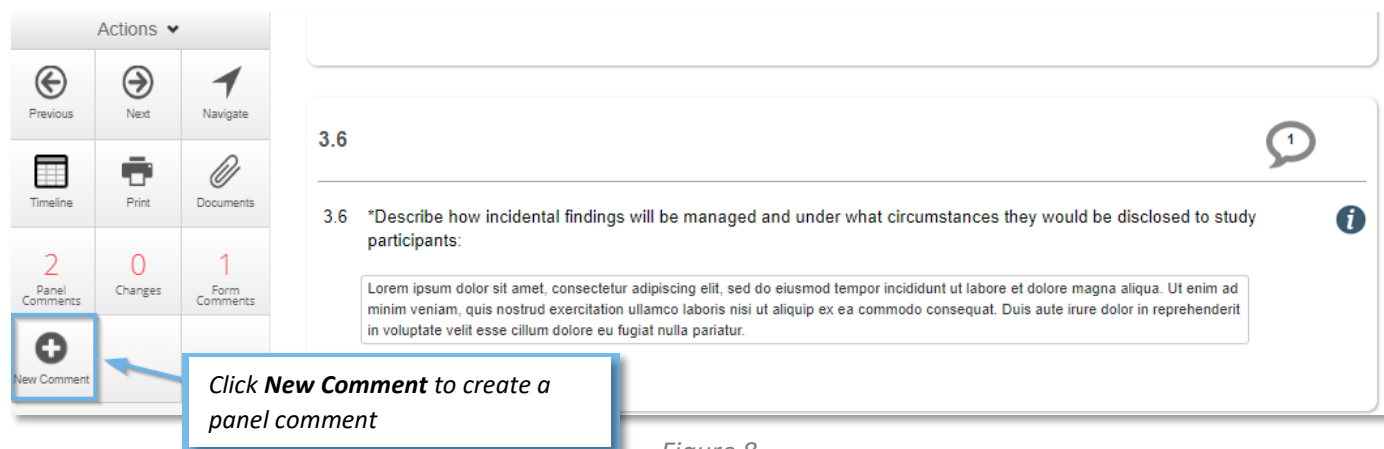 Actions
Previous
Next
Navigate
Timeline
Print
Documents
2
Panel
Comments
0
Changes
1
Form
Comments
New Comment
Click New Comment to create a
panel comment
3.6
1
3.6 *Describe how incidental findings will be managed and under what circumstances they would be disclosed to study
participants:
i
Lorem ipsum dolor sit amet, consectetur adipiscing elit, sed do eiusmod tempor incididunt ut labore et dolore magna aliqua. Ut enim ad
minim veniam, quis nostrud exercitation ullamco laboris nisi ut aliquip ex ea commodo consequat. Duis aute irure dolor in reprehenderit
in voluptate velit esse cillum dolore eu fugiat nulla pariatur.
Figure 8